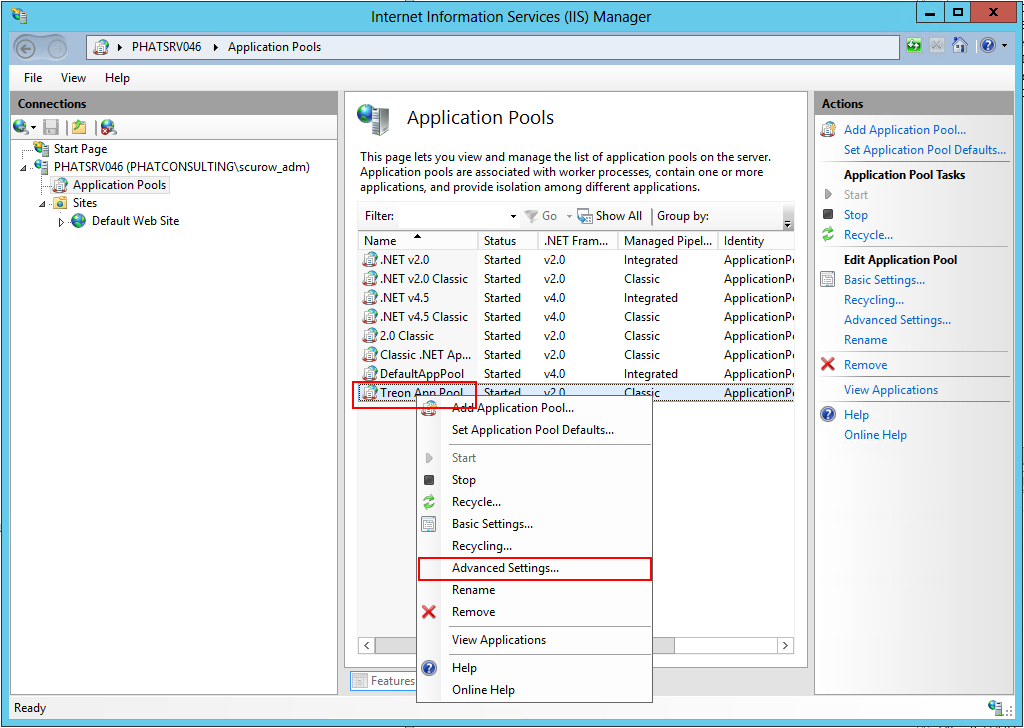 Internet Information Services (IIS) Manager
PHATSRV046 Application Pools
File View Help
Connections
Start Page
PHATSRV046 (PHATCONSULTING\scurow_adm)
Application Pools
Sites
Default Web Site
Application Pools
This page lets you view and manage the list of application pools on the server.
Application pools are associated with worker processes, contain one or more
applications, and provide isolation among different applications.
Filter: Go Show All Group by:
Name Status .NET Fram... Managed Pipel... Identity
.NET v2.0 Started v2.0 Integrated ApplicationP
.NET v2.0 Classic Started v2.0 Classic ApplicationP
.NET v4.5 Started v4.0 Integrated ApplicationP
.NET v4.5 Classic Started v4.0 Classic ApplicationP
2.0 Classic Started v2.0 Classic ApplicationP
Classic .NET Ap... Started v2.0 Classic ApplicationP
DefaultAppPool Started v4.0 Integrated ApplicationP
Treon App Pool Started v2.0 Classic ApplicationP
Add Application Pool...
Set Application Pool Defaults...
Start
Stop
Recycle...
Basic Settings...
Recycling...
Advanced Settings...
Rename
Remove
View Applications
Help
Online Help
Features
Actions
Add Application Pool...
Set Application Pool Defaults...
Application Pool Tasks
Start
Stop
Recycle...
Edit Application Pool
Basic Settings...
Recycling...
Advanced Settings...
Rename
Remove
View Applications
Help
Online Help
Ready